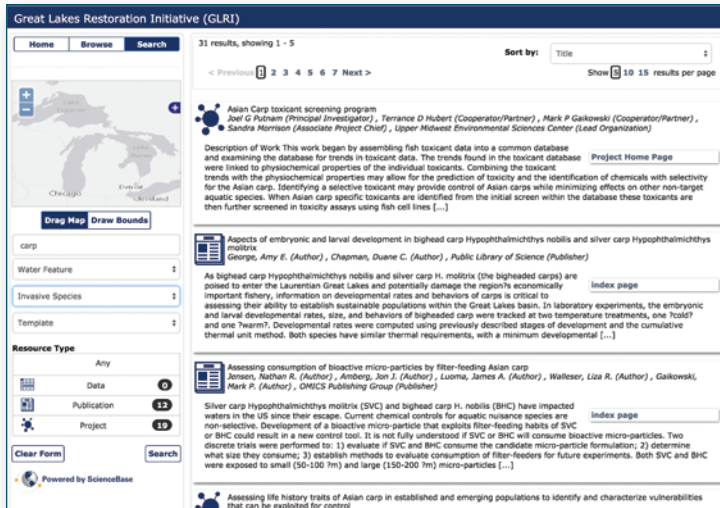 Great Lakes Restoration Initiative (GLRI)
Home Browse Search
+
−
+
Chicago
Detroit
Cleveland
Drag Map Draw Bounds
carp
Water Feature
Invasive Species
Template
Resource Type
Any
Data 0
Publication 12
Project 19
Clear Form Search
Powered by ScienceBase
31 results, showing 1 - 5
Sort by: Title
< Previous 1 2 3 4 5 6 7 Next >
Show 5 10 15 results per page
Asian Carp toxicant screening program
Joel G Putnam (Principal Investigator) , Terrance D Hubert (Cooperator/Partner) , Mark P Gaikowski (Cooperator/Partner) ,
Sandra Morrison (Associate Project Chief) , Upper Midwest Environmental Sciences Center (Lead Organization)
Description of Work This work began by assembling fish toxicant data into a common database
and examining the database for trends in toxicant data. The trends found in the toxicant database
were linked to physiochemical properties of the individual toxicants. Combining the toxicant
trends with the physiochemical properties may allow for the prediction of toxicity and the identification of chemicals with selectivity
for the Asian carp. Identifying a selective toxicant may provide control of Asian carps while minimizing effects on other non-target
aquatic species. When Asian carp specific toxicants are identified from the initial screen within the database these toxicants are
then further screened in toxicity assays using fish cell lines [...]
Project Home Page
Aspects of embryonic and larval development in bighead carp Hypophthalmichthys nobilis and silver carp Hypophthalmichthys
molitrix
George, Amy E. (Author) , Chapman, Duane C. (Author) , Public Library of Science (Publisher)
As bighead carp Hypophthalmichthys nobilis and silver carp H. molitrix (the bigheaded carps) are
poised to enter the Laurentian Great Lakes and potentially damage the region?s economically
important fishery, information on developmental rates and behaviors of carps is critical to
assessing their ability to establish sustainable populations within the Great Lakes basin. In laboratory experiments, the embryonic
and larval developmental rates, size, and behaviors of bigheaded carp were tracked at two temperature treatments, one ?cold?
and one ?warm?. Developmental rates were computed using previously described stages of development and the cumulative
thermal unit method. Both species have similar thermal requirements, with a minimum developmental [...]
index page
Assessing consumption of bioactive micro-particles by filter-feeding Asian carp
Jensen, Nathan R. (Author) , Amberg, Jon J. (Author) , Luoma, James A. (Author) , Walleser, Liza R. (Author) , Gaikowski,
Mark P. (Author) , OMICS Publishing Group (Publisher)
Silver carp Hypophthalmichthys molitrix (SVC) and bighead carp H. nobilis (BHC) have impacted
waters in the US since their escape. Current chemical controls for aquatic nuisance species are
non-selective. Development of a bioactive micro-particle that exploits filter-feeding habits of SVC
or BHC could result in a new control tool. It is not fully understood if SVC or BHC will consume bioactive micro-particles. Two
discrete trials were performed to: 1) evaluate if SVC and BHC consume the candidate micro-particle formulation; 2) determine
what size they consume; 3) establish methods to evaluate consumption of filter-feeders for future experiments. Both SVC and BHC
were exposed to small (50-100 ?m) and large (150-200 ?m) micro-particles [...]
index page
Assessing life history traits of Asian carp in established and emerging populations to identify and characterize vulnerabilities
that can be exploited for control